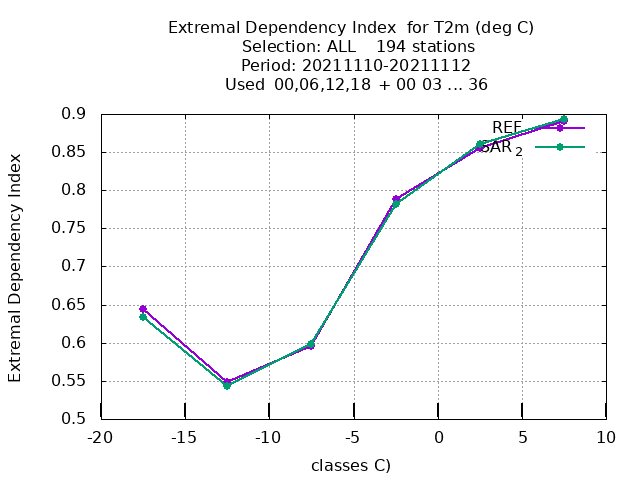 Extremal Dependency Index for T2m (deg C)
Selection: ALL 194 stations
Period: 20211110-20211112
Used 00,06,12,18 + 00 03 ... 36
Extremal Dependency Index
0.9
0.85
0.8
0.75
0.7
0.65
0.6
0.55
0.5
REF
SAR 2
-20
-15
-10
-5
0
5
10
classes C)